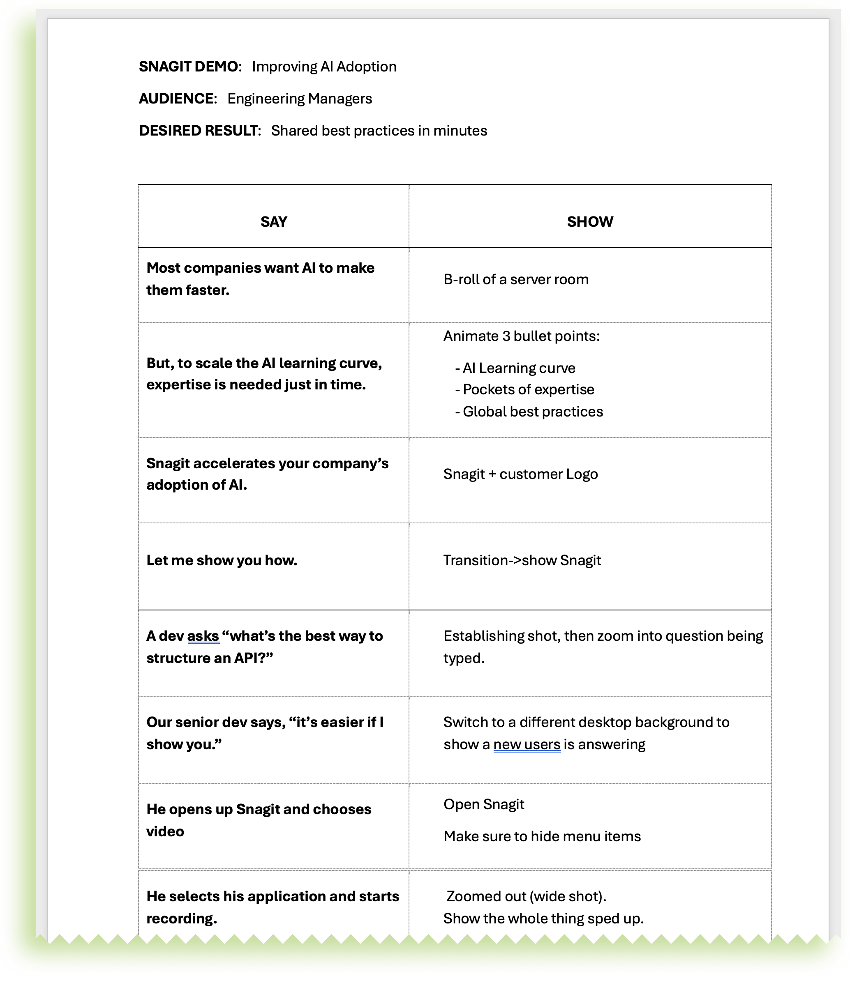 SNAGIT DEMO: Improving AI Adoption
AUDIENCE: Engineering Managers
DESIRED RESULT: Shared best practices in minutes
SAY
SHOW
Most companies want AI to make
them faster.
B-roll of a server room
But, to scale the AI learning curve,
expertise is needed just in time.
Animate 3 bullet points:
- AI Learning curve
- Pockets of expertise
- Global best practices
Snagit accelerates your company’s
adoption of AI.
Snagit + customer Logo
Let me show you how.
Transition->show Snagit
A dev asks “what’s the best way to
structure an API?”
Establishing shot, then zoom into question being
typed.
Our senior dev says, “it’s easier if I
show you.”
Switch to a different desktop background to
show a new users is answering
He opens up Snagit and chooses
video
Open Snagit
Make sure to hide menu items
He selects his application and starts
recording.
Zoomed out (wide shot).
Show the whole thing sped up.